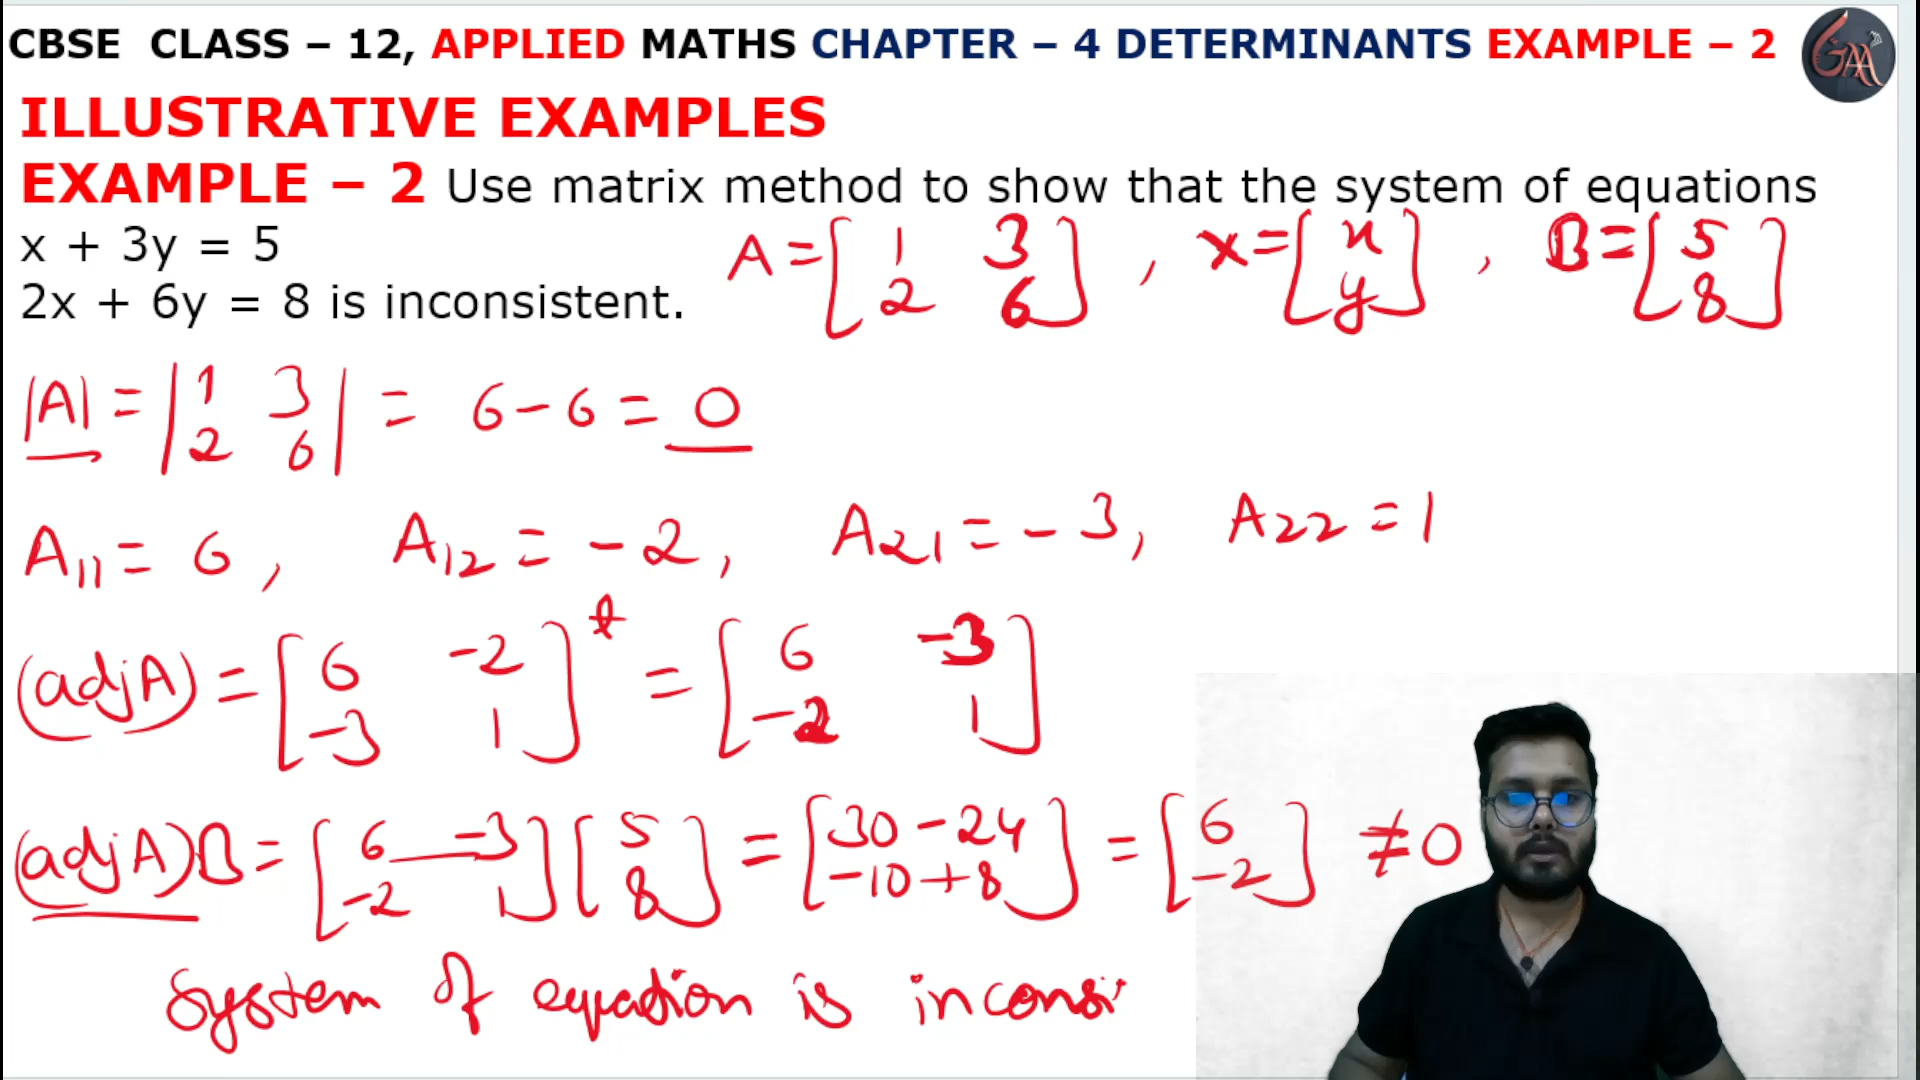 CBSE CLASS – 12, APPLIED MATHS CHAPTER – 4 DETERMINANTS EXAMPLE – 2
ILLUSTRATIVE EXAMPLES
EXAMPLE – 2 Use matrix method to show that the system of equations
x + 3y = 5
2x + 6y = 8 is inconsistent.
A = [1 3
2 6], X = [x
y], B = [5
8]
|A| = |1 3
2 6| = 6 - 6 = 0
A11 = 6, A12 = -2, A21 = -3, A22 = 1
(adjA) = [6 -2
-3 1]t = [6 -3
-2 1]
(adjA)B = [6 -3
-2 1][5
8] = [30 - 24
-10 + 8] = [6
-2] ≠ 0
System of equation is inconsi